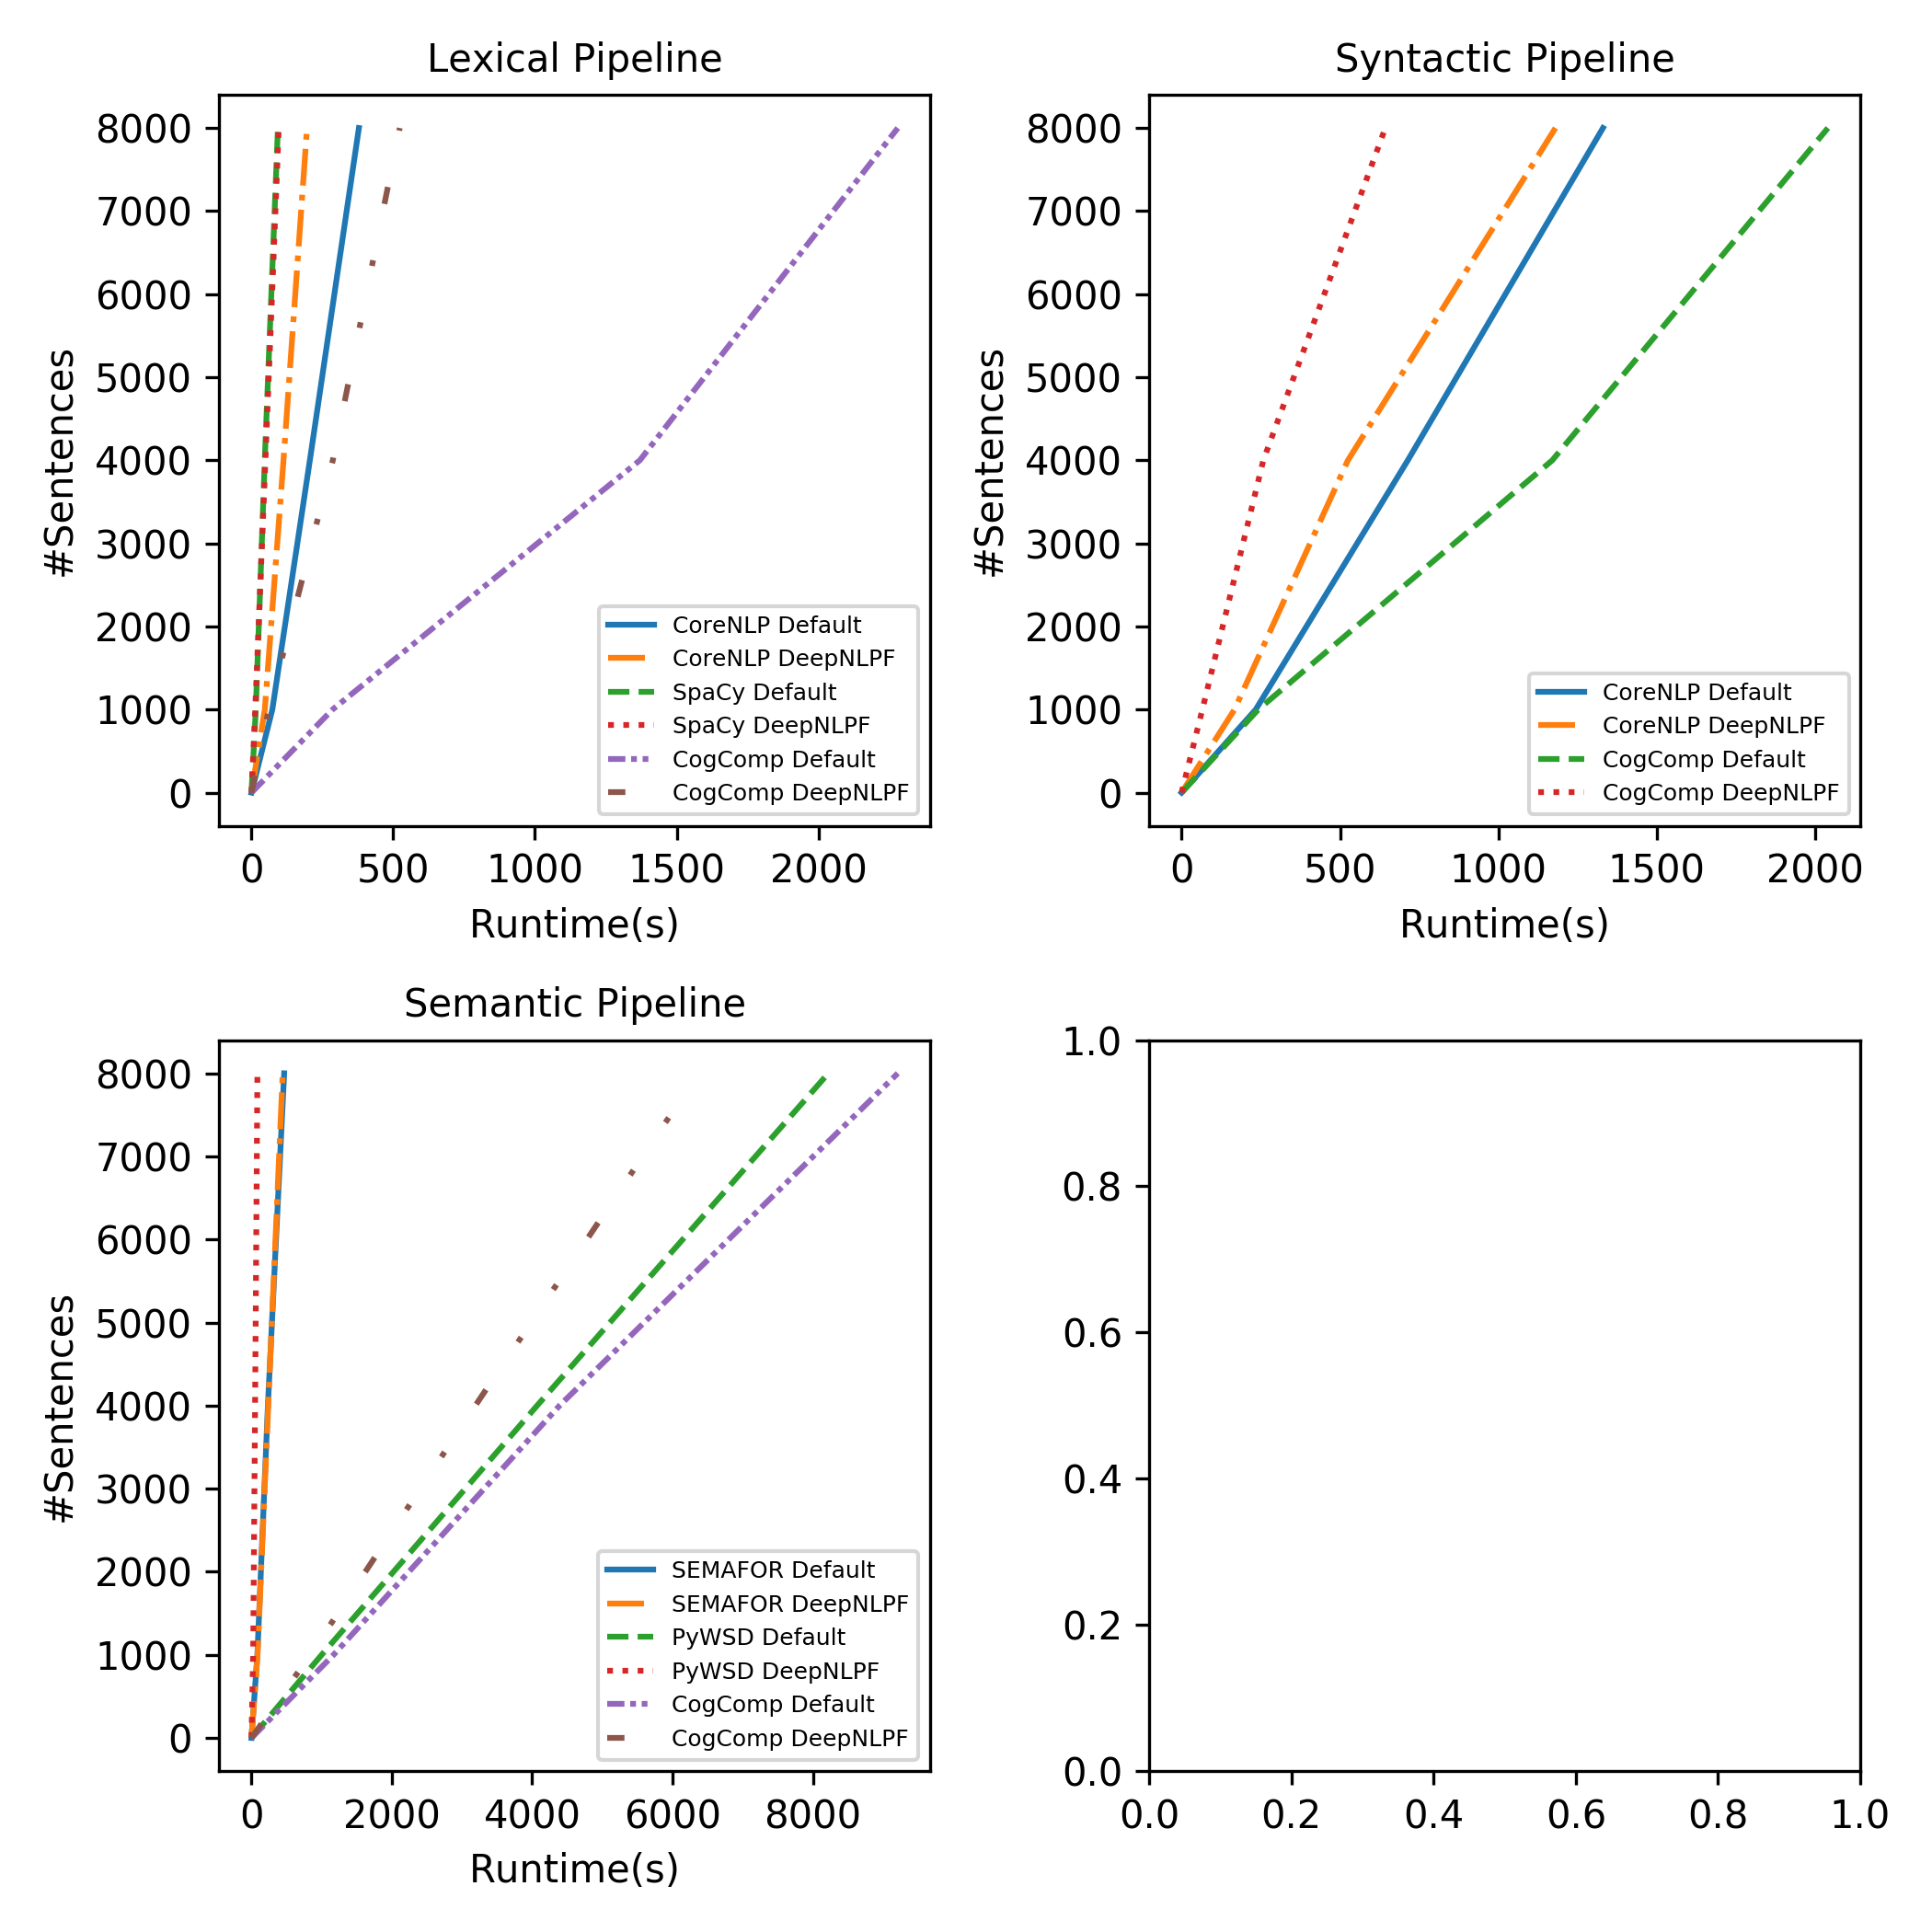 Lexical Pipeline
8000
7000
6000
5000
4000
3000
2000
1000
0
#Sentences
CoreNLP Default
CoreNLP DeepNLPF
SpaCy Default
SpaCy DeepNLPF
CogComp Default
CogComp DeepNLPF
0 500 1000 1500 2000
Runtime(s)
Syntactic Pipeline
8000
7000
6000
5000
4000
3000
2000
1000
0
#Sentences
CoreNLP Default
CoreNLP DeepNLPF
CogComp Default
CogComp DeepNLPF
0 500 1000 1500 2000
Runtime(s)
Semantic Pipeline
8000
7000
6000
5000
4000
3000
2000
1000
0
#Sentences
SEMAFOR Default
SEMAFOR DeepNLPF
PyWSD Default
PyWSD DeepNLPF
CogComp Default
CogComp DeepNLPF
0 2000 4000 6000 8000
Runtime(s)
1.0
0.8
0.6
0.4
0.2
0.0
0.0 0.2 0.4 0.6 0.8 1.0